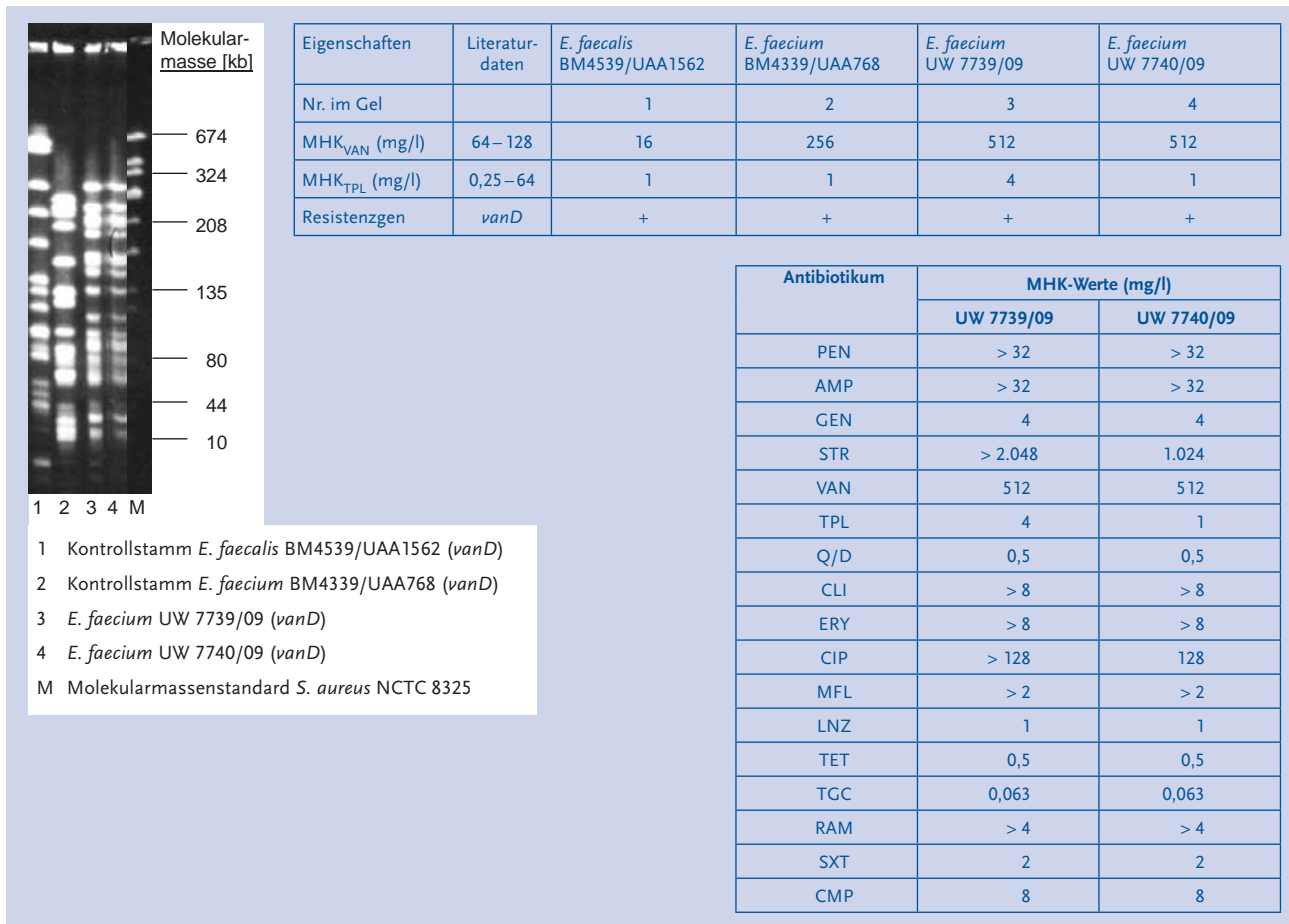 Molekular-
masse [kb]
674
324
208
135
80
44
10
1 2 3 4 M
1 Kontrollstamm E. faecalis BM4539/UAA1562 (vanD)
2 Kontrollstamm E. faecium BM4339/UAA768 (vanD)
3 E. faecium UW 7739/09 (vanD)
4 E. faecium UW 7740/09 (vanD)
M Molekularmassenstandard S. aureus NCTC 8325
Eigenschaften Literatur- E. faecalis E. faecium E. faecium E. faecium
daten BM4539/UAA1562 BM4339/UAA768 UW 7739/09 UW 7740/09
Nr. im Gel 1 2 3 4
MHK_VAN (mg/l) 64–128 16 256 512 512
MHK_TPL (mg/l) 0,25–64 1 1 4 1
Resistenzgen vanD + + + +
Antibiotikum MHK-Werte (mg/l)
UW 7739/09 UW 7740/09
PEN > 32 > 32
AMP > 32 > 32
GEN 4 4
STR > 2.048 1.024
VAN 512 512
TPL 4 1
Q/D 0,5 0,5
CLI > 8 > 8
ERY > 8 > 8
CIP > 128 128
MFL > 2 > 2
LNZ 1 1
TET 0,5 0,5
TGC 0,063 0,063
RAM > 4 > 4
SXT 2 2
CMP 8 8